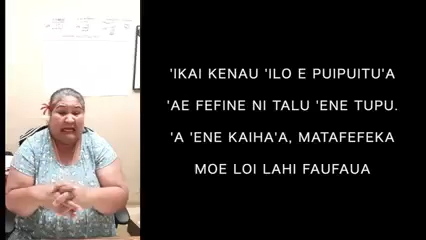 'IKAI KENAU 'ILO E PUIPUITU'A
'AE FEFINE NI TALU 'ENE TUPU.
'A 'ENE KAIHA'A, MATAFEFEKA
MOE LOI LAHI FAUFAUA